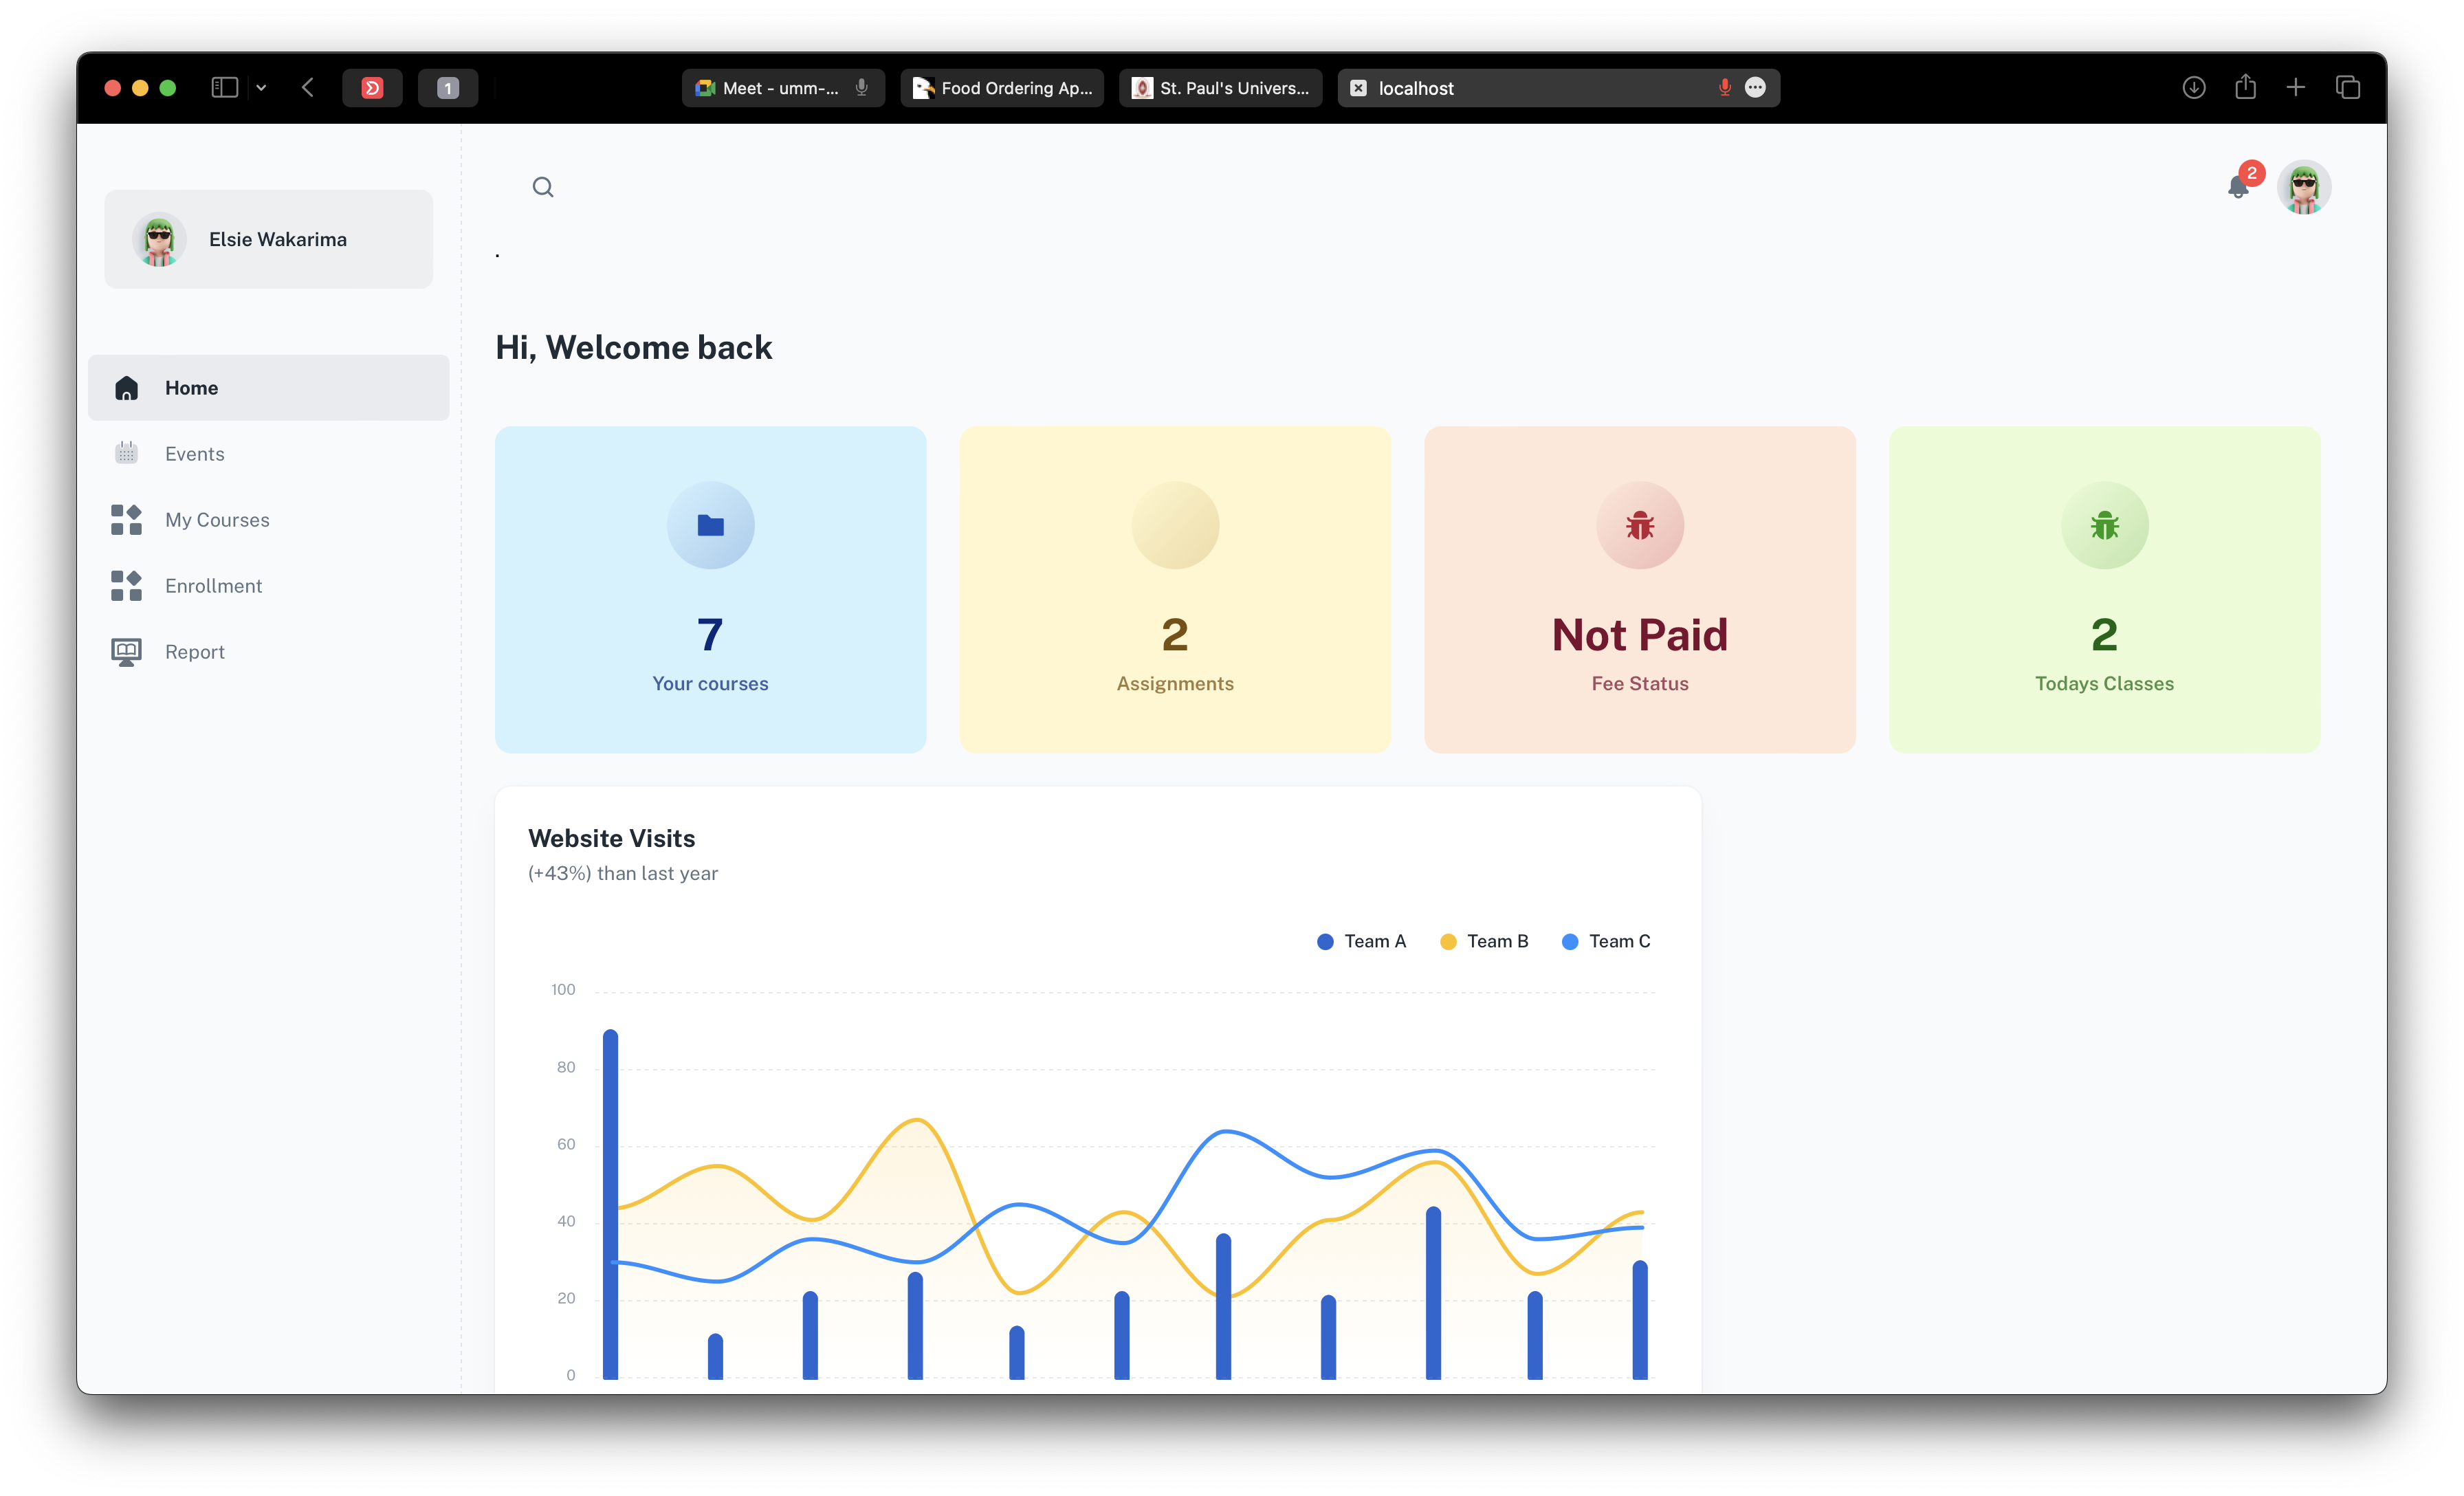 1
Meet - umm-...
Food Ordering Ap...
St. Paul's Univers...
localhost
2
Elsie Wakarima
.
Hi, Welcome back
Home
Events
My Courses
Enrollment
Report
7
Your courses
2
Assignments
Not Paid
Fee Status
2
Todays Classes
Website Visits
(+43%) than last year
Team A
Team B
Team C
100
80
60
40
20
0